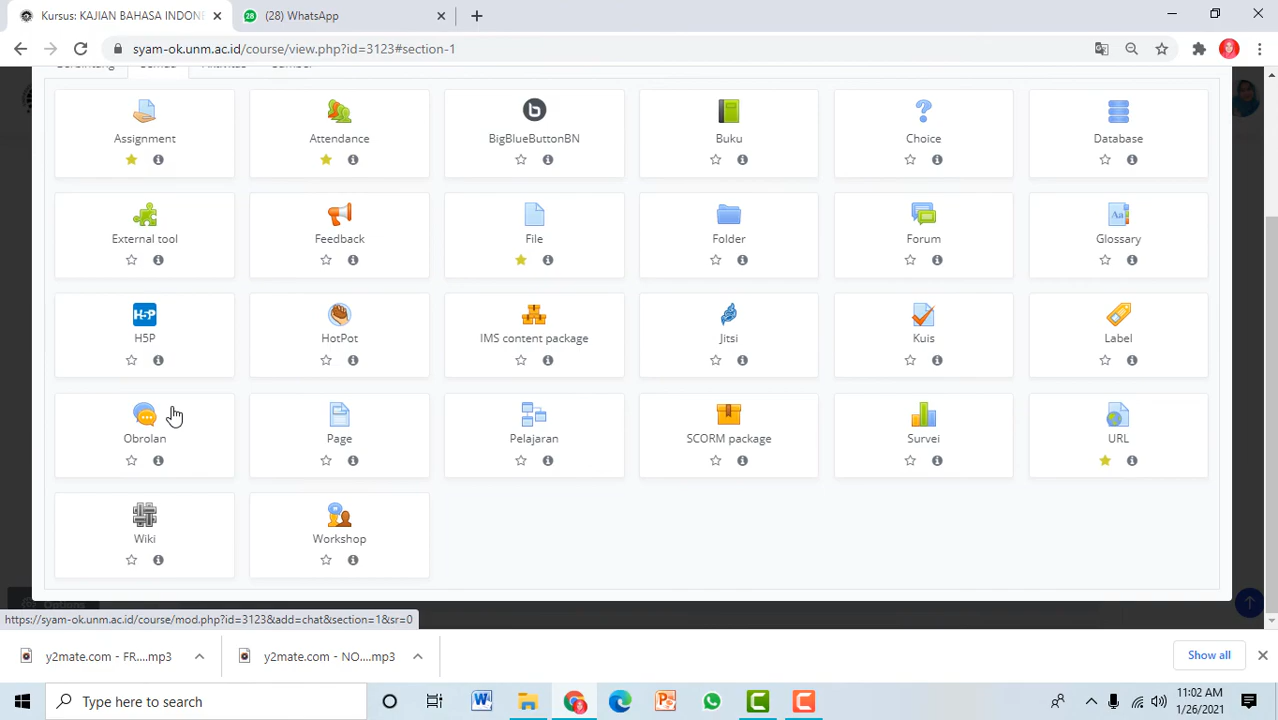 Kursus: KAJIAN BAHASA INDONE
(28) WhatsApp
syam-ok.unm.ac.id/course/view.php?id=3123#section-1
Assignment
Attendance
BigBlueButtonBN
Buku
Choice
Database
External tool
Feedback
File
Folder
Forum
Glossary
H5P
HotPot
IMS content package
Jitsi
Kuis
Label
Obrolan
Page
Pelajaran
SCORM package
Survei
URL
Wiki
Workshop
Options
https://syam-ok.unm.ac.id/course/mod.php?id=3123&add=chat&section=1&sr=0
y2mate.com - FR....mp3
y2mate.com - NO....mp3
Show all
Type here to search
11:02 AM
1/26/2021